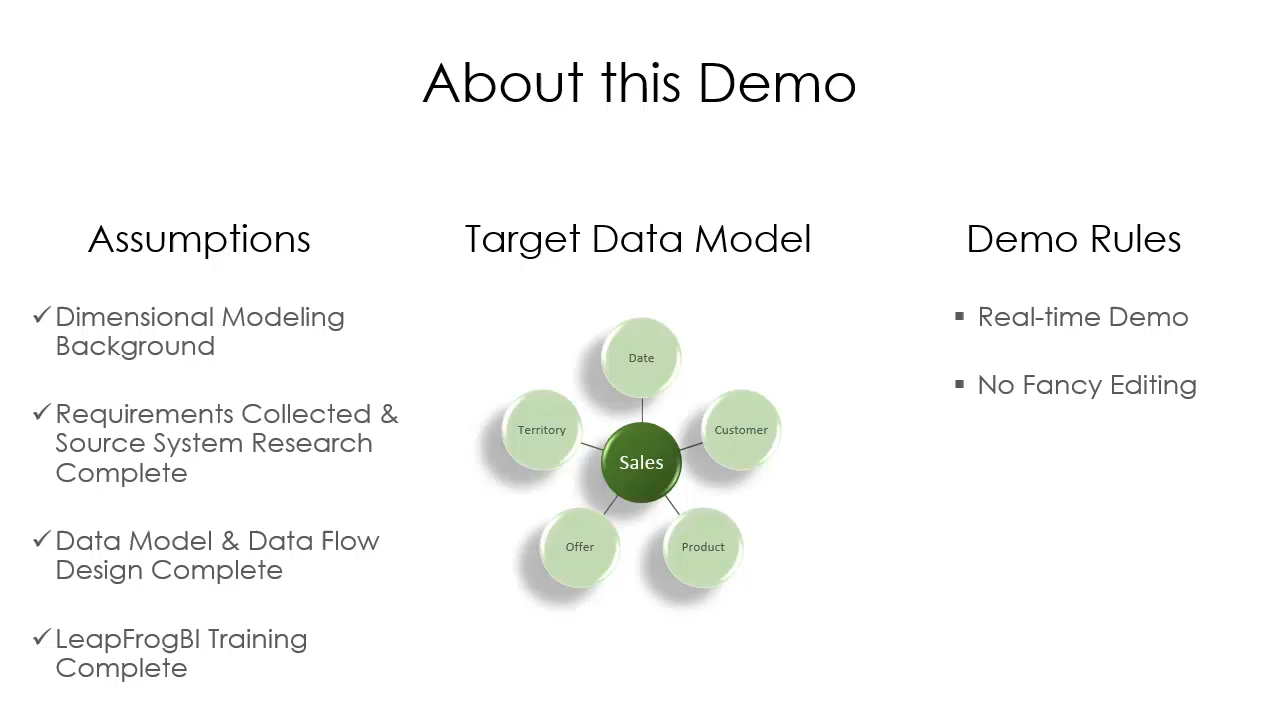 About this Demo
Assumptions
✓ Dimensional Modeling
Background
✓ Requirements Collected &
Source System Research
Complete
✓ Data Model & Data Flow
Design Complete
✓ LeapFrogBI Training
Complete
Target Data Model
Date
Territory
Customer
Sales
Offer
Product
Demo Rules
▪ Real-time Demo
▪ No Fancy Editing